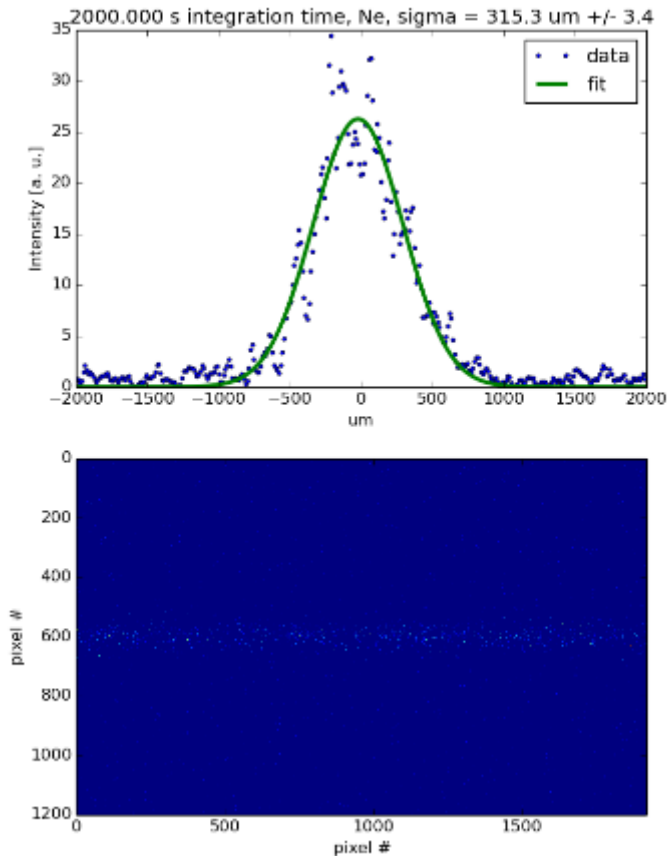 2000.000 s integration time, Ne, sigma = 315.3 um +/- 3.4
35
30
25
20
15
10
5
0
Intensity [a. u.]
data
fit
−2000 −1500 −1000 −500 0 500 1000 1500 2000
um
0
200
400
600
800
1000
1200
pixel #
0 500 1000 1500
pixel #